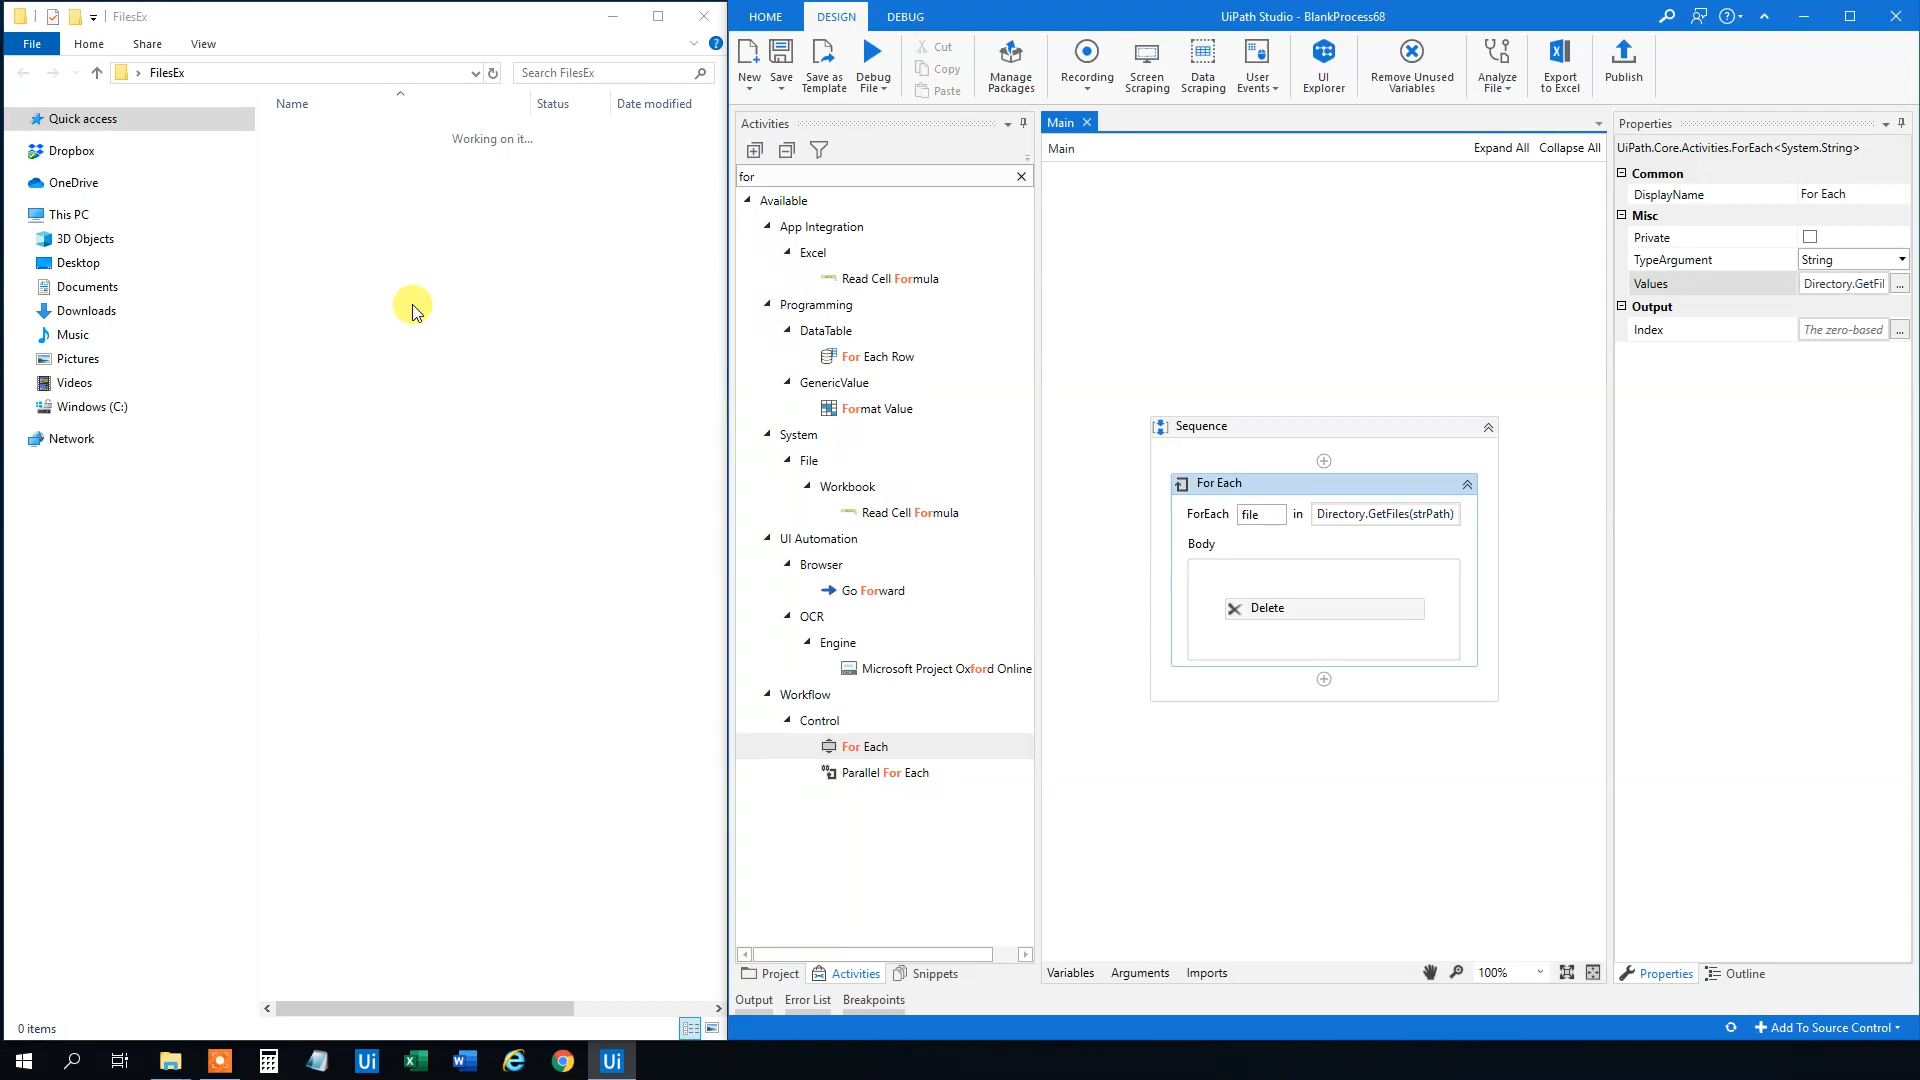 FilesEx
File
Home
Share
View
FilesEx
Search FilesEx
Name
Status
Date modified
Working on it...
Quick access
Dropbox
OneDrive
This PC
3D Objects
Desktop
Documents
Downloads
Music
Pictures
Videos
Windows (C:)
Network
0 items
HOME
DESIGN
DEBUG
UiPath Studio - BlankProcess68
New
Save
Save as Template
Debug File
Cut
Copy
Paste
Manage Packages
Recording
Screen Scraping
Data Scraping
User Events
UI Explorer
Remove Unused Variables
Analyze File
Export to Excel
Publish
Activities
for
Available
App Integration
Excel
Read Cell Formula
Programming
DataTable
For Each Row
GenericValue
Format Value
System
File
Workbook
Read Cell Formula
UI Automation
Browser
Go Forward
OCR
Engine
Microsoft Project Oxford Online
Workflow
Control
For Each
Parallel For Each
Project
Activities
Snippets
Output
Error List
Breakpoints
Main
Main
Expand All
Collapse All
Sequence
For Each
ForEach
file
in
Directory.GetFiles(strPath)
Body
Delete
Variables
Arguments
Imports
100%
Properties
UiPath.Core.Activities.ForEach<System.String>
Common
DisplayName
For Each
Misc
Private
TypeArgument
String
Values
Directory.GetFil
...
Output
Index
The zero-based
...
Properties
Outline
Add To Source Control
Ui
Ui